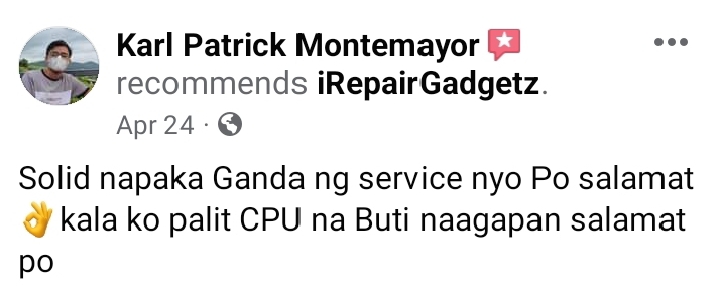 Karl Patrick Montemayor
recommends iRepairGadgetz.
Apr 24 ·
Solid napaka Ganda ng service nyo Po salamat
👌kala ko palit CPU na Buti naagapan salamat
po